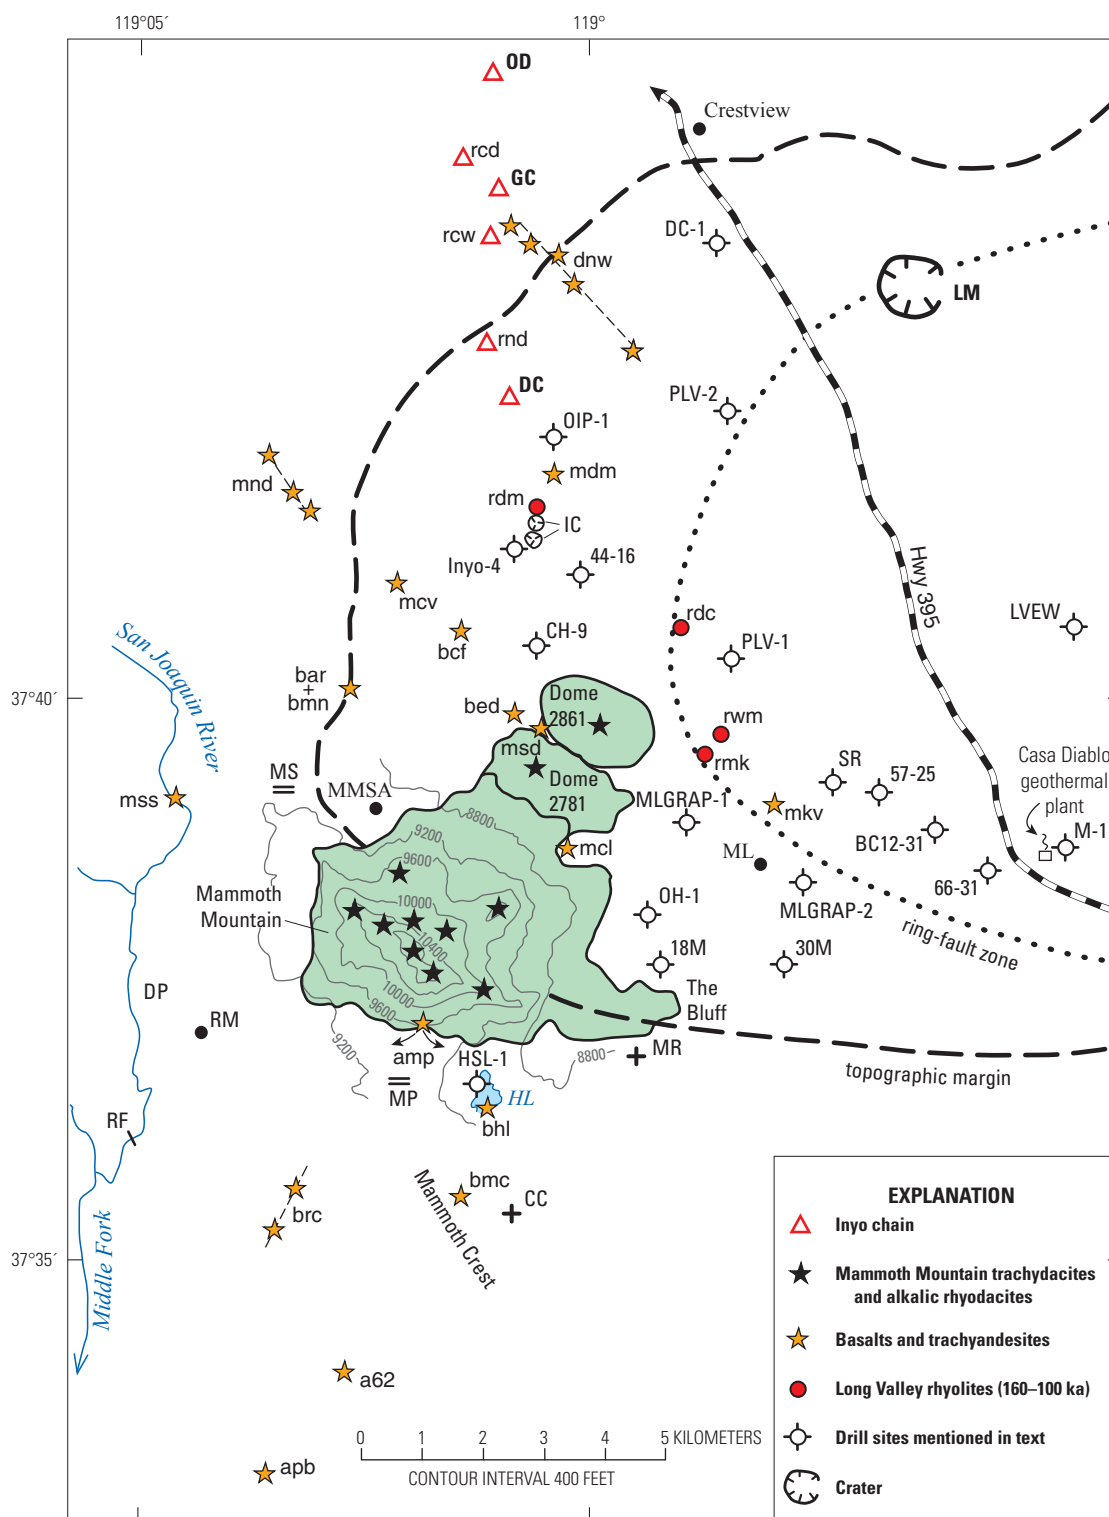 119°05´
119°
OD
Crestview
rcd
GC
rcw
DC-1
dnw
LM
rnd
DC
PLV-2
OIP-1
mnd
mdm
rdm
IC
Inyo-4
44-16
Hwy 395
mcv
rdc
LVEW
bcf
CH-9
PLV-1
San Joaquin River
bar
+
bmn
37°40´
bed
Dome
2861
rwm
msd
rmk
Dome
2781
MS
MMSA
SR
57-25
Casa Diablo
geothermal
plant
mss
8800
MLGRAP-1
mkv
M-1
9200
BC12-31
mcl
ML
9600
66-31
Mammoth
Mountain
10000
OH-1
MLGRAP-2
10400
ring-fault zone
18M
30M
DP
10000
The
Bluff
9600
RM
9200
amp
HSL-1
8800
MR
topographic margin
MP
HL
RF
bhl
EXPLANATION
bmc
CC
brc
Mammoth Crest
Inyo chain
37°35´
Middle Fork
Mammoth Mountain trachydacites
and alkalic rhyodacites
Basalts and trachyandesites
a62
Long Valley rhyolites (160–100 ka)
0 1 2 3 4 5 KILOMETERS
Drill sites mentioned in text
apb
CONTOUR INTERVAL 400 FEET
Crater